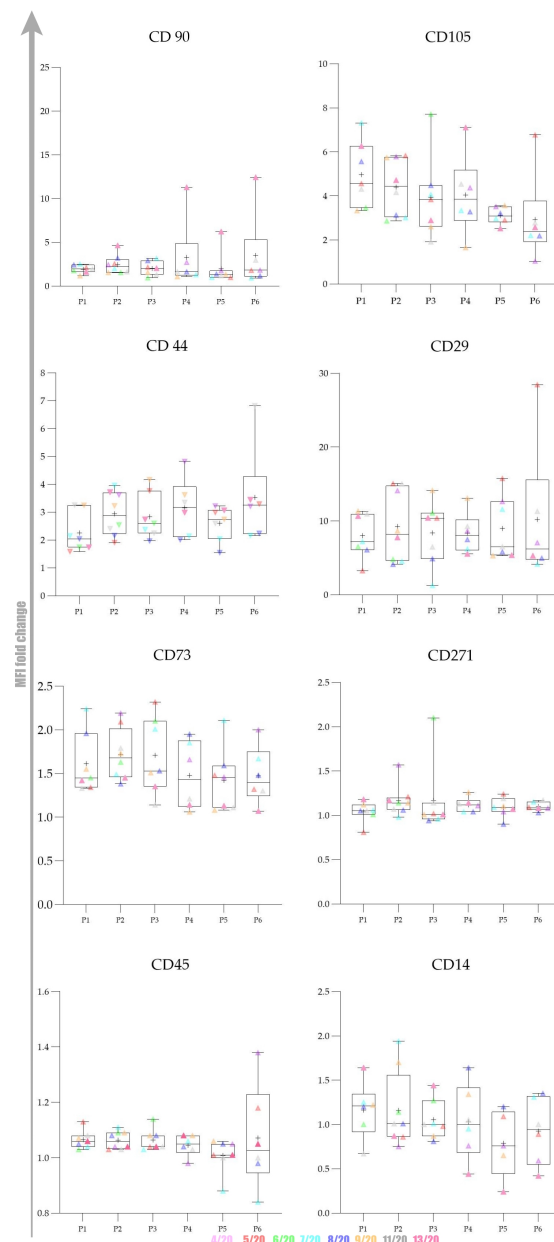 CD 90
CD105
25
20
15
10
5
0
P1 P2 P3 P4 P5 P6
10
8
6
4
2
0
P1 P2 P3 P4 P5 P6
CD 44
CD29
8
7
6
5
4
3
2
1
0
P1 P2 P3 P4 P5 P6
30
20
10
0
P1 P2 P3 P4 P5 P6
MFI fold change
CD73
CD271
2.5
2.0
1.5
1.0
0.5
0.0
P1 P2 P3 P4 P5 P6
2.5
2.0
1.5
1.0
0.5
0.0
P1 P2 P3 P4 P5 P6
CD45
CD14
1.6
1.4
1.2
1.0
0.8
P1 P2 P3 P4 P5 P6
2.5
2.0
1.5
1.0
0.5
0.0
P1 P2 P3 P4 P5 P6
4/20 5/20 6/20 7/20 8/20 9/20 11/20 13/20